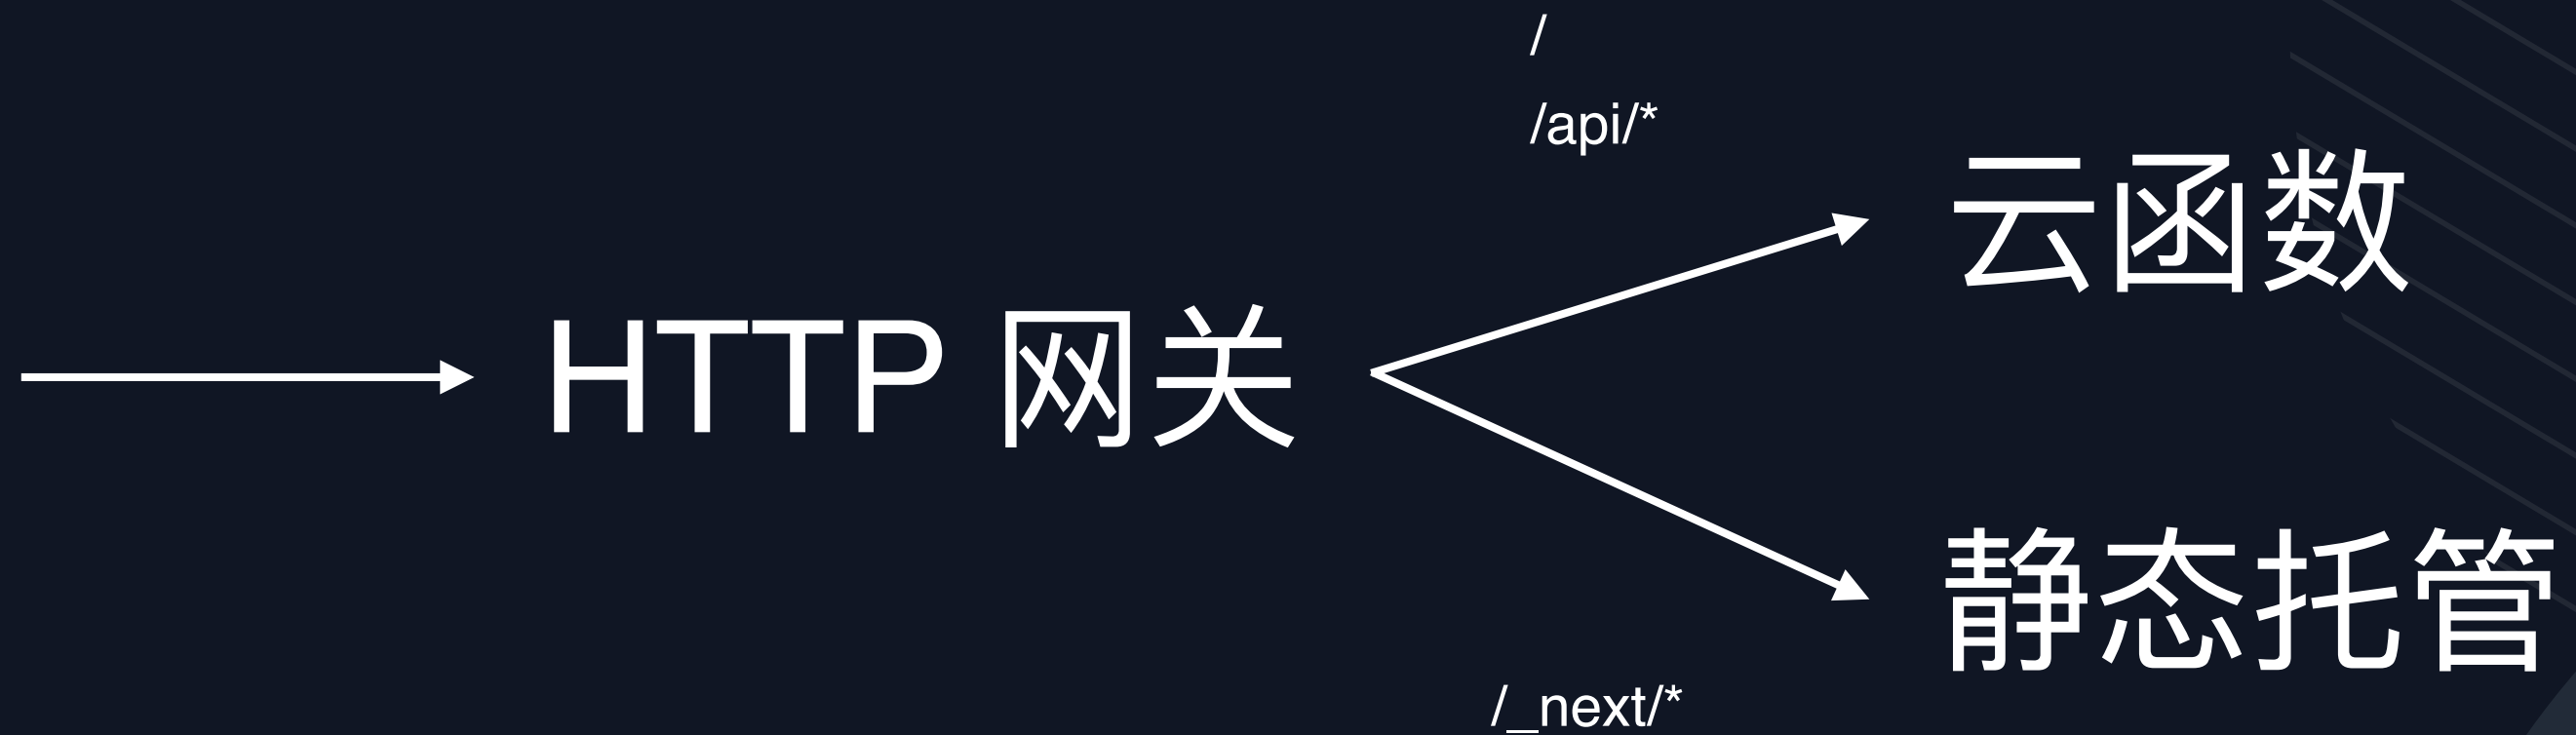 /
/api/*
云函数
HTTP 网关
静态托管
/_next/*